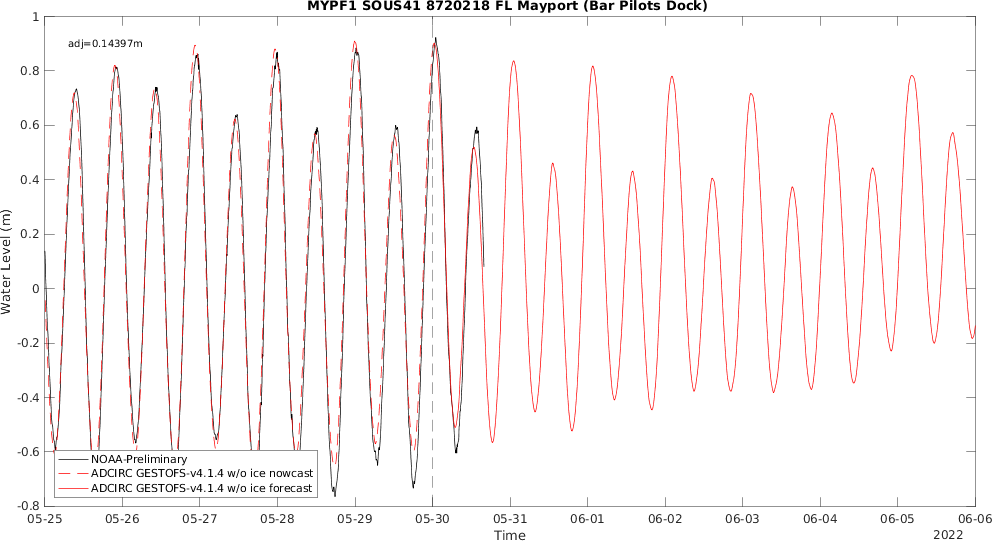 MYPF1 SOUS41 8720218 FL Mayport (Bar Pilots Dock)
adj=0.14397m
Water Level (m)
1
0.8
0.6
0.4
0.2
0
-0.2
-0.4
-0.6
-0.8
NOAA-Preliminary
ADCIRC GESTOFS-v4.1.4 w/o ice nowcast
ADCIRC GESTOFS-v4.1.4 w/o ice forecast
05-25 05-26 05-27 05-28 05-29 05-30 05-31 06-01 06-02 06-03 06-04 06-05 06-06
Time
2022